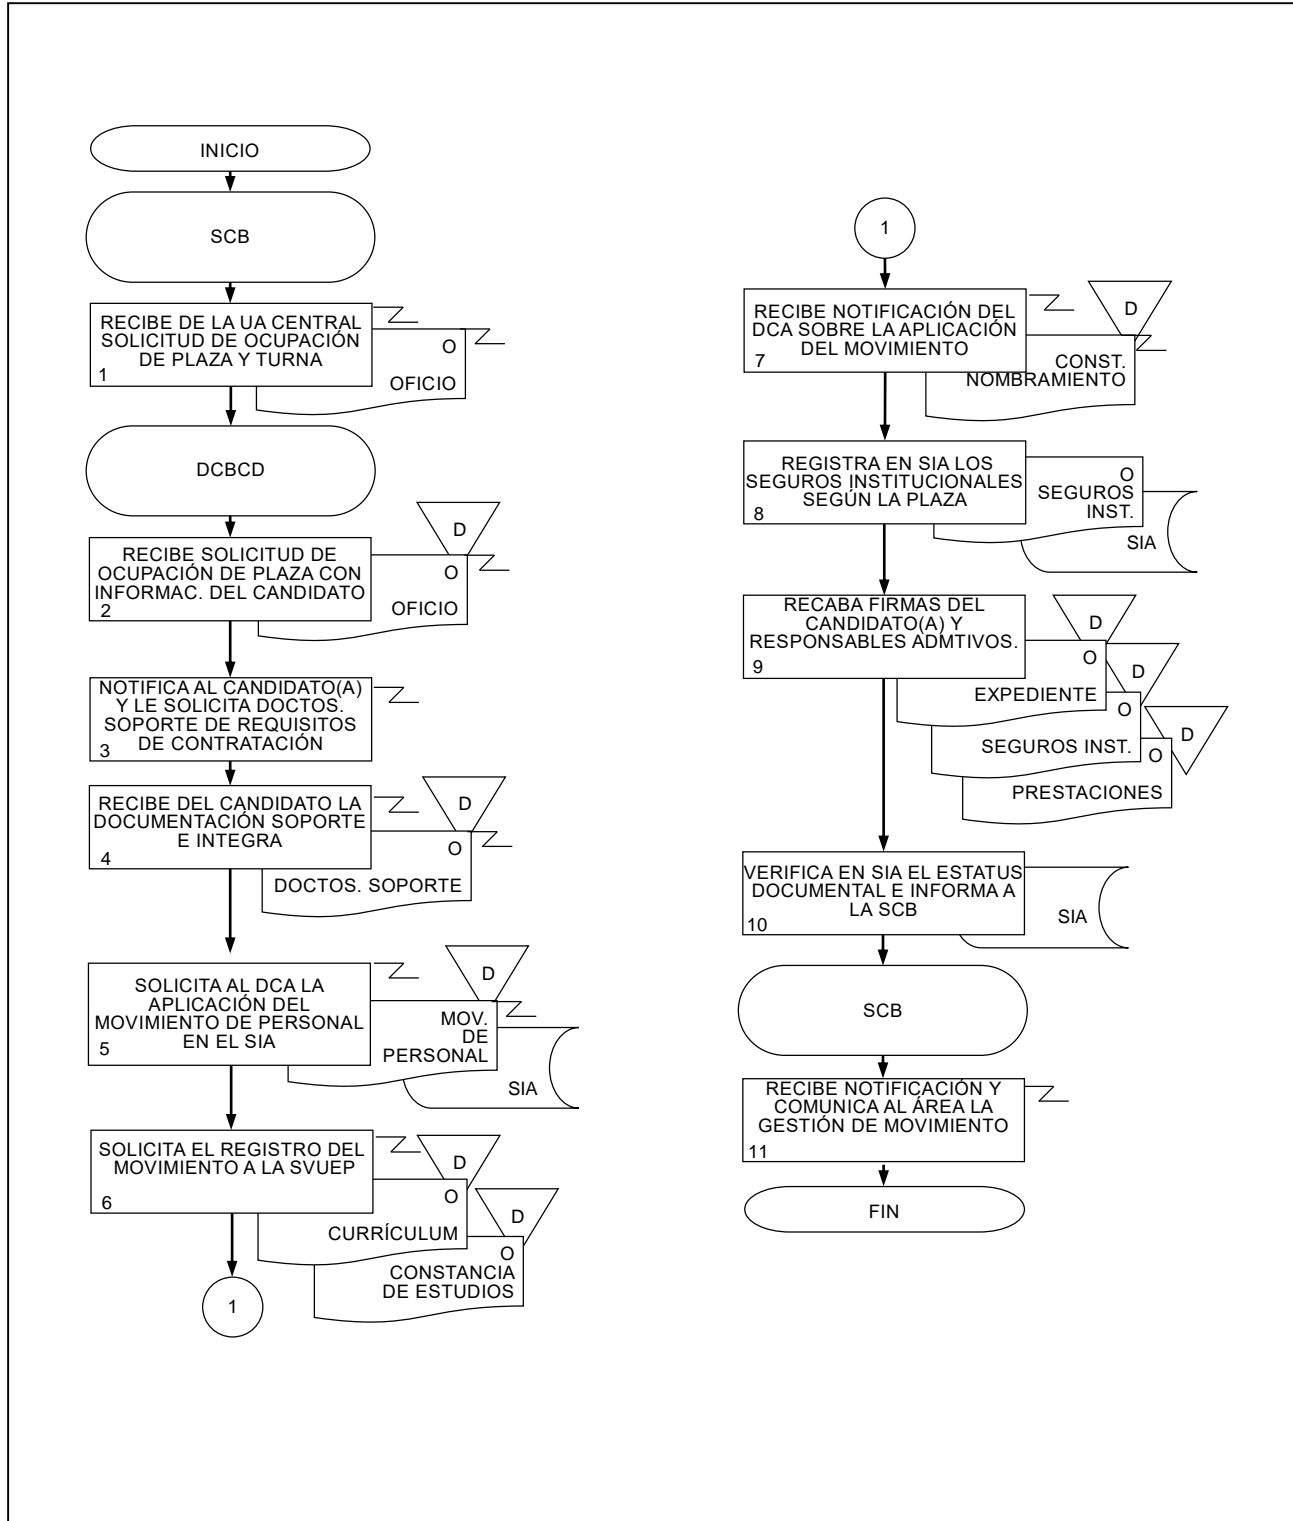 INICIO
SCB
RECIBE DE LA UA CENTRAL
SOLICITUD DE OCUPACIÓN
DE PLAZA Y TURNA
1
O
OFICIO
DCBCD
D
RECIBE SOLICITUD DE
OCUPACIÓN DE PLAZA CON
INFORMAC. DEL CANDIDATO
2
O
OFICIO
NOTIFICA AL CANDIDATO(A)
Y LE SOLICITA DOCTOS.
SOPORTE DE REQUISITOS
DE CONTRATACIÓN
3
RECIBE DEL CANDIDATO LA
DOCUMENTACIÓN SOPORTE
E INTEGRA
4
D
O
DOCTOS. SOPORTE
SOLICITA AL DCA LA
APLICACIÓN DEL
MOVIMIENTO DE PERSONAL
EN EL SIA
5
D
MOV.
DE
PERSONAL
SIA
SOLICITA EL REGISTRO DEL
MOVIMIENTO A LA SVUEP
6
D
O
CURRÍCULUM
D
O
CONSTANCIA
DE ESTUDIOS
1
1
RECIBE NOTIFICACIÓN DEL
DCA SOBRE LA APLICACIÓN
DEL MOVIMIENTO
7
D
CONST.
NOMBRAMIENTO
REGISTRA EN SIA LOS
SEGUROS INSTITUCIONALES
SEGÚN LA PLAZA
8
O
SEGUROS
INST.
SIA
RECABA FIRMAS DEL
CANDIDATO(A) Y
RESPONSABLES ADMTIVOS.
9
D
O
EXPEDIENTE
D
O
SEGUROS INST.
D
O
PRESTACIONES
VERIFICA EN SIA EL ESTATUS
DOCUMENTAL E INFORMA A
LA SCB
10
SIA
SCB
RECIBE NOTIFICACIÓN Y
COMUNICA AL ÁREA LA
GESTIÓN DE MOVIMIENTO
11
FIN